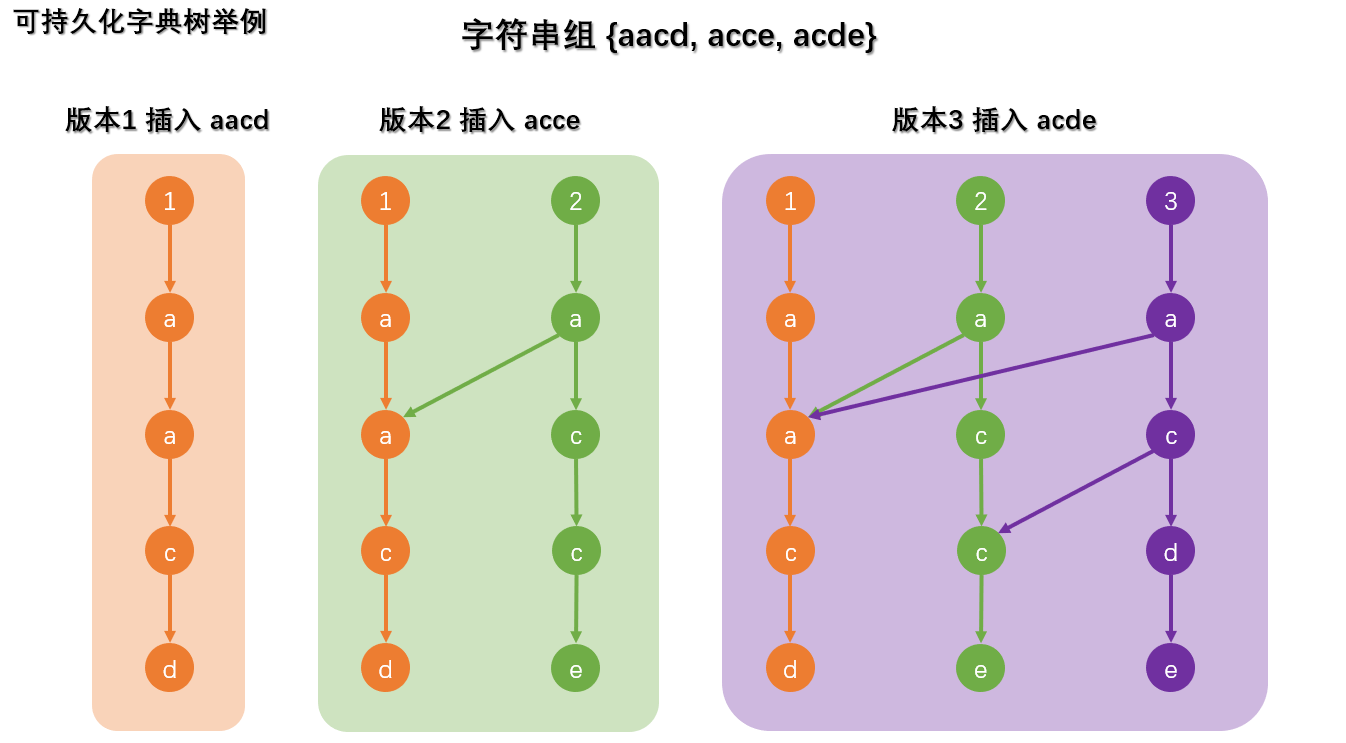 可持久化字典树举例
字符串组 {aacd, acce, acde}
版本1 插入 aacd
版本2 插入 acce
版本3 插入 acde
1 1 2 1 2 3
a a a a a a
a a c a c c
c c c c c d
d d e d e e